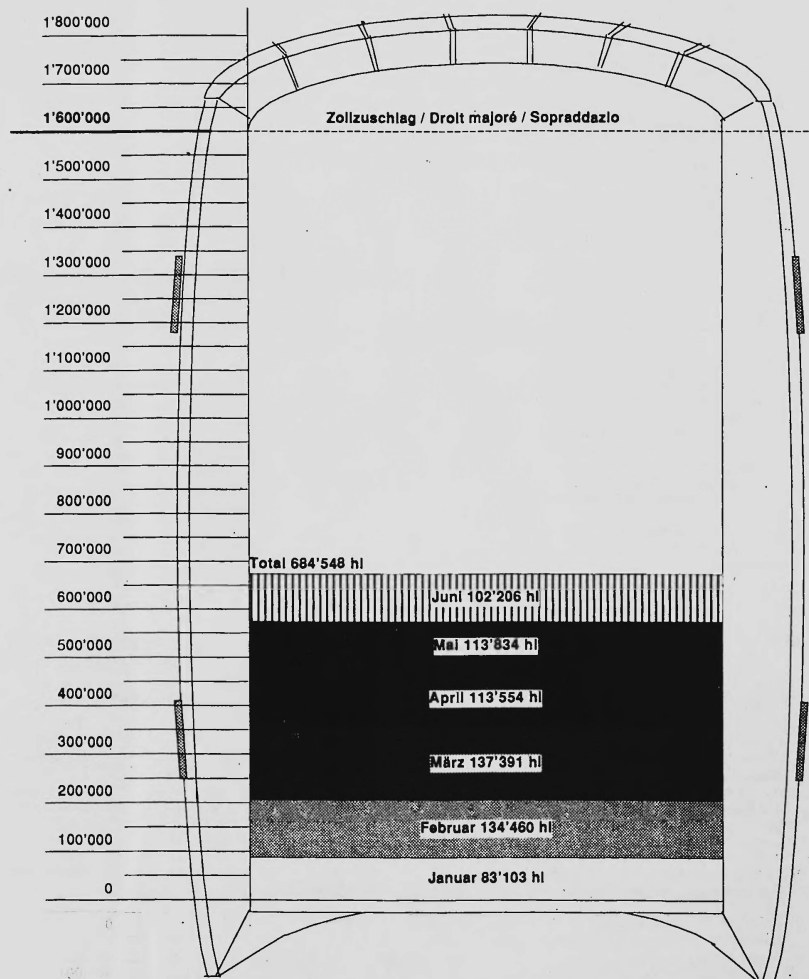 1'800'000
1'700'000
1'600'000
Zollzuschlag / Droit majoré / Sopraddazio
1'500'000
1'400'000
1'300'000
1'200'000
1'100'000
1'000'000
900'000
800'000
700'000
Total 684'548 hl
600'000
Juni 102'206 hl
500'000
Mai 113'834 hl
400'000
April 113'554 hl
300'000
März 137'391 hl
200'000
Februar 134'460 hl
100'000
Januar 83'103 hl
0